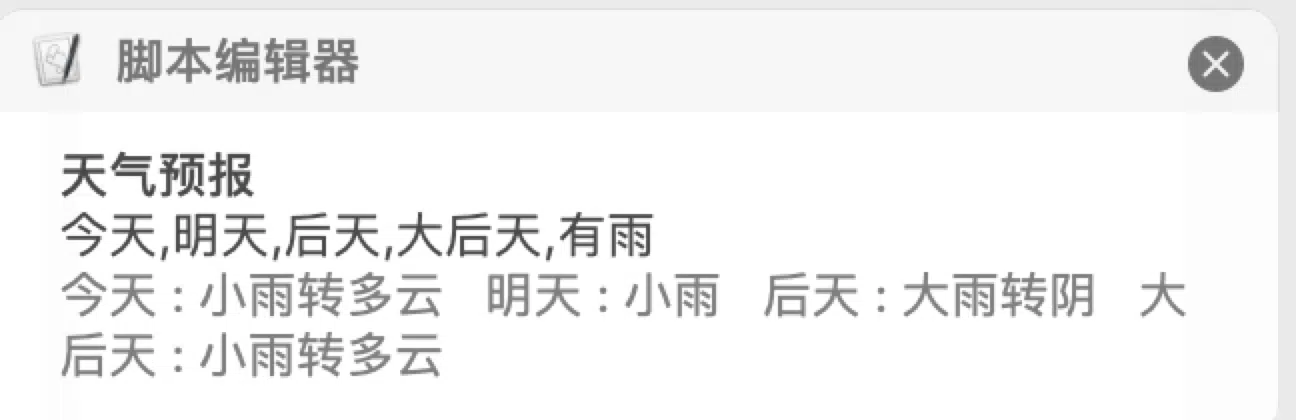 脚本编辑器
天气预报
今天,明天,后天,大后天,有雨
今天 : 小雨转多云 明天 : 小雨 后天 : 大雨转阴 大
后天 : 小雨转多云